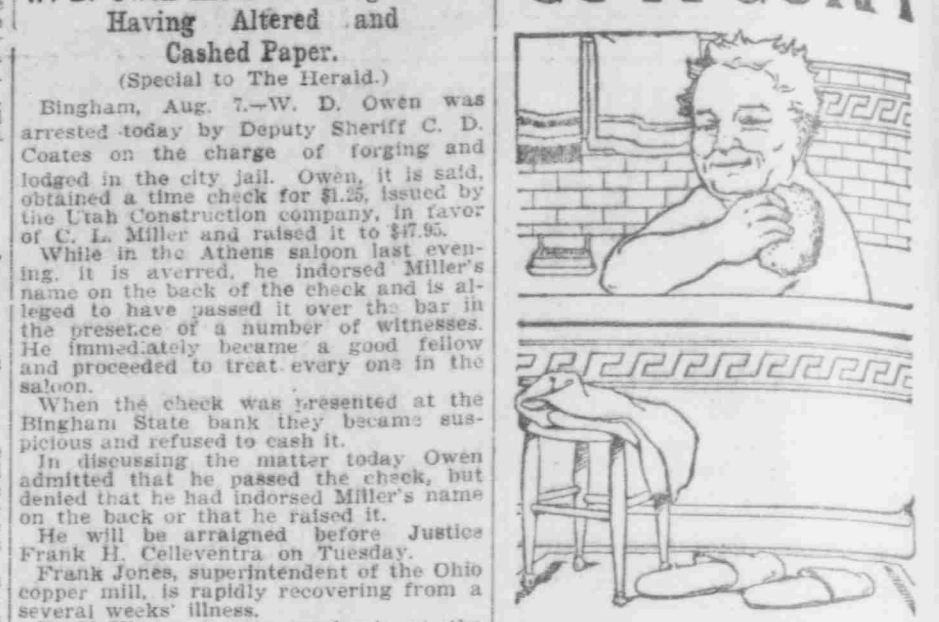 Having Altered and
Cashed Paper.
(Special to The Herald.)
Bingham, Aug. 7.—W. D. Owen was
arrested today by Deputy Sheriff C. D.
Coates on the charge of forging and
lodged in the city jail. Owen, it is said,
obtained a time check for $1.25, issued by
the Utah Construction company, in favor
of C. L. Miller and raised it to $47.95.
While in the Athens saloon last even-
ing, it is averred, he indorsed Miller's
name on the back of the check and is al-
leged to have passed it over the bar in
the presence of a number of witnesses.
He immediately became a good fellow
and proceeded to treat every one in the
saloon.
When the check was presented at the
Bingham State bank they became sus-
picious and refused to cash it.
In discussing the matter today Owen
admitted that he passed the check, but
denied that he had indorsed Miller's name
on the back or that he raised it.
He will be arraigned before Justice
Frank H. Celleventra on Tuesday.
Frank Jones, superintendent of the Ohio
copper mill, is rapidly recovering from a
several weeks' illness.